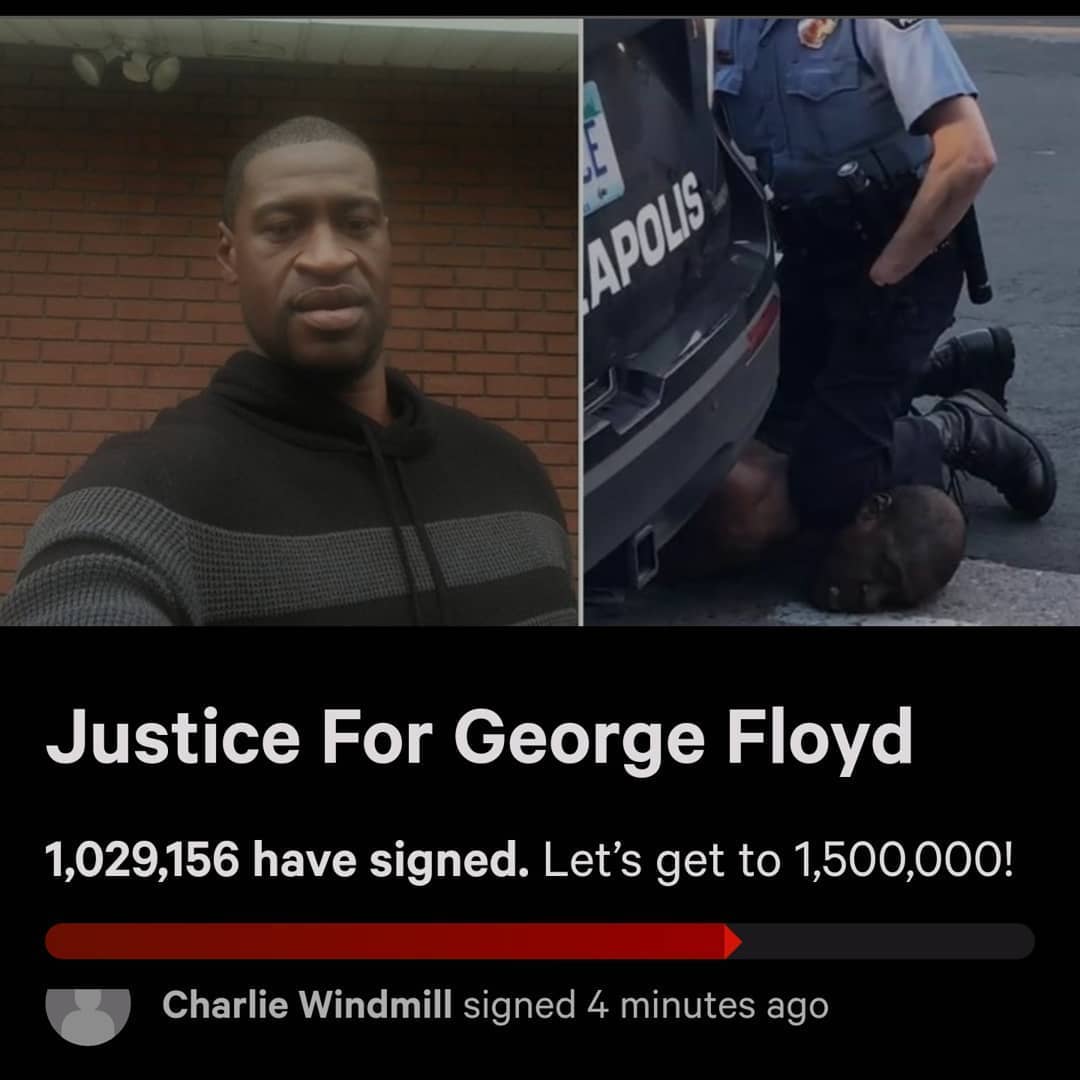 CE
APOLIS
Justice For George Floyd
1,029,156 have signed. Let’s get to 1,500,000!
Charlie Windmill signed 4 minutes ago